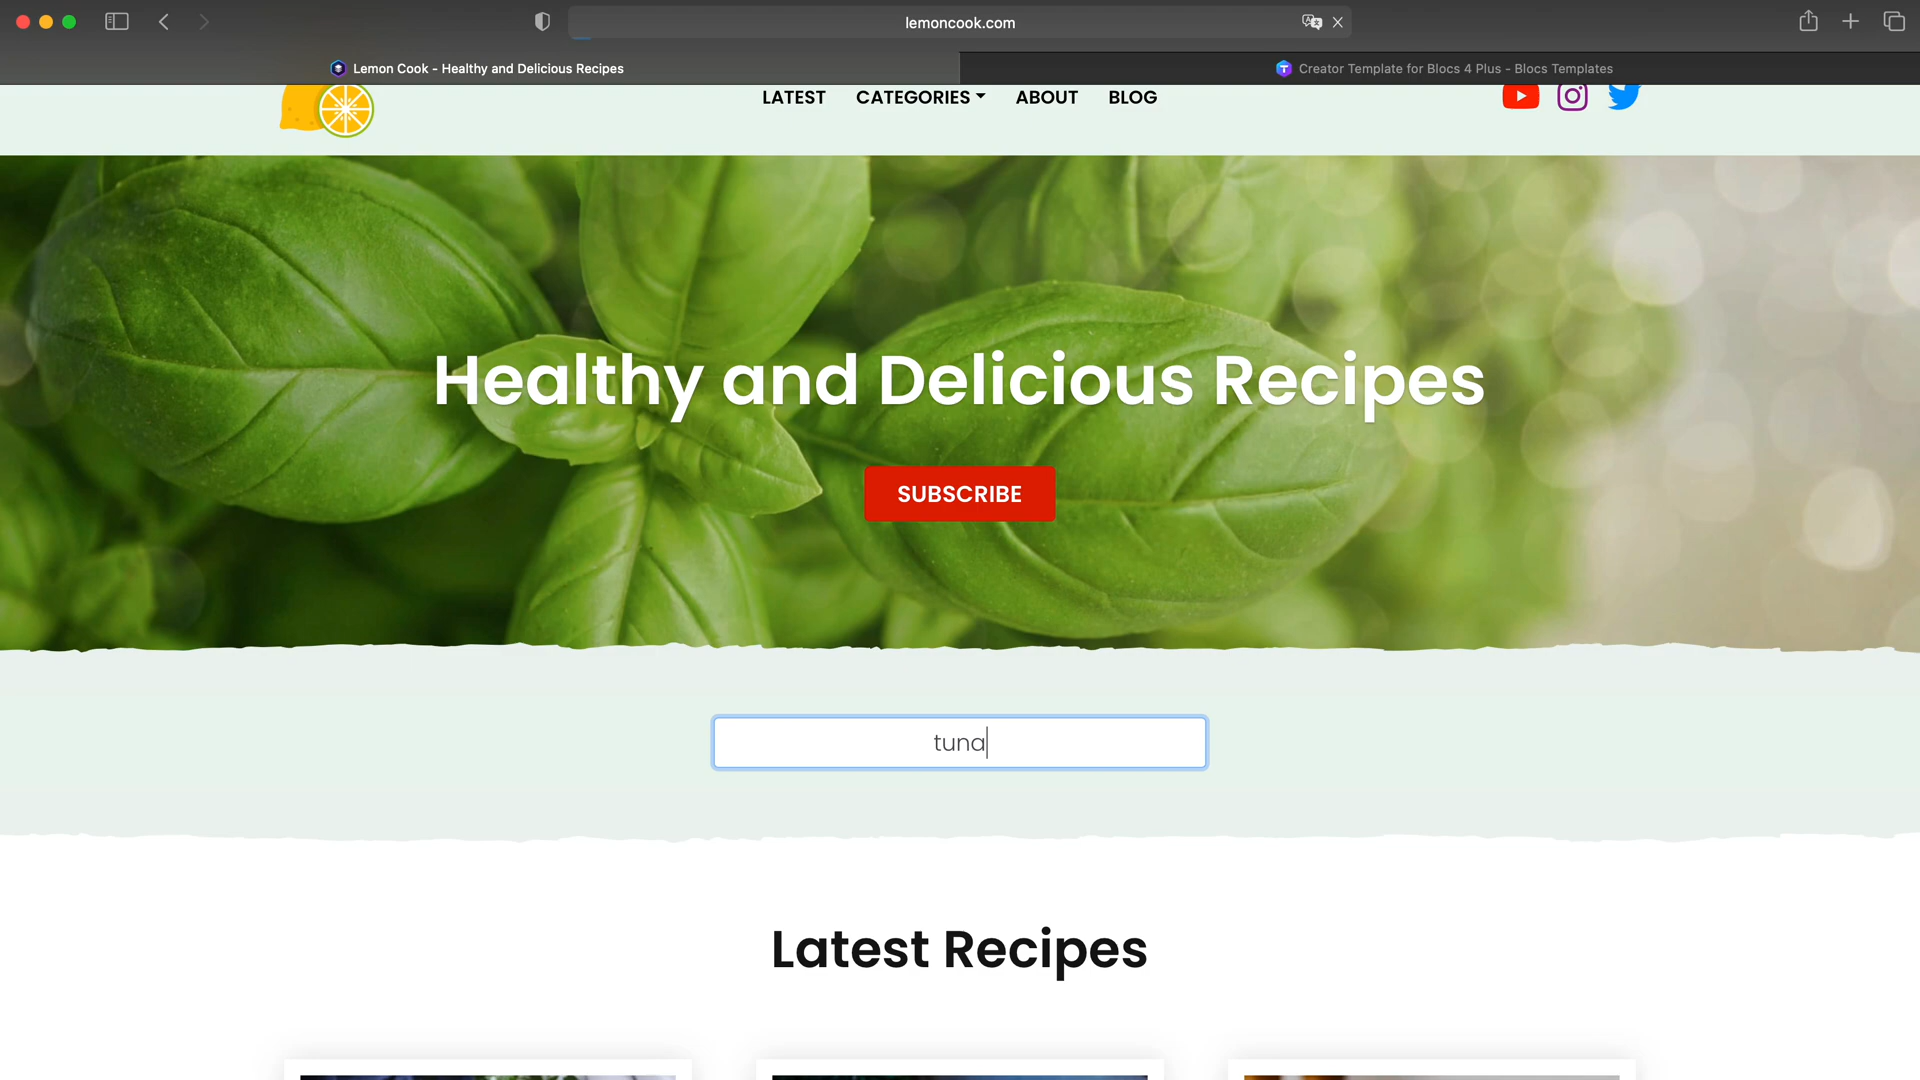 lemoncook.com
Lemon Cook - Healthy and Delicious Recipes
Creator Template for Blocs 4 Plus - Blocs Templates
LATEST CATEGORIES ABOUT BLOG
Healthy and Delicious Recipes
SUBSCRIBE
tuna
Latest Recipes